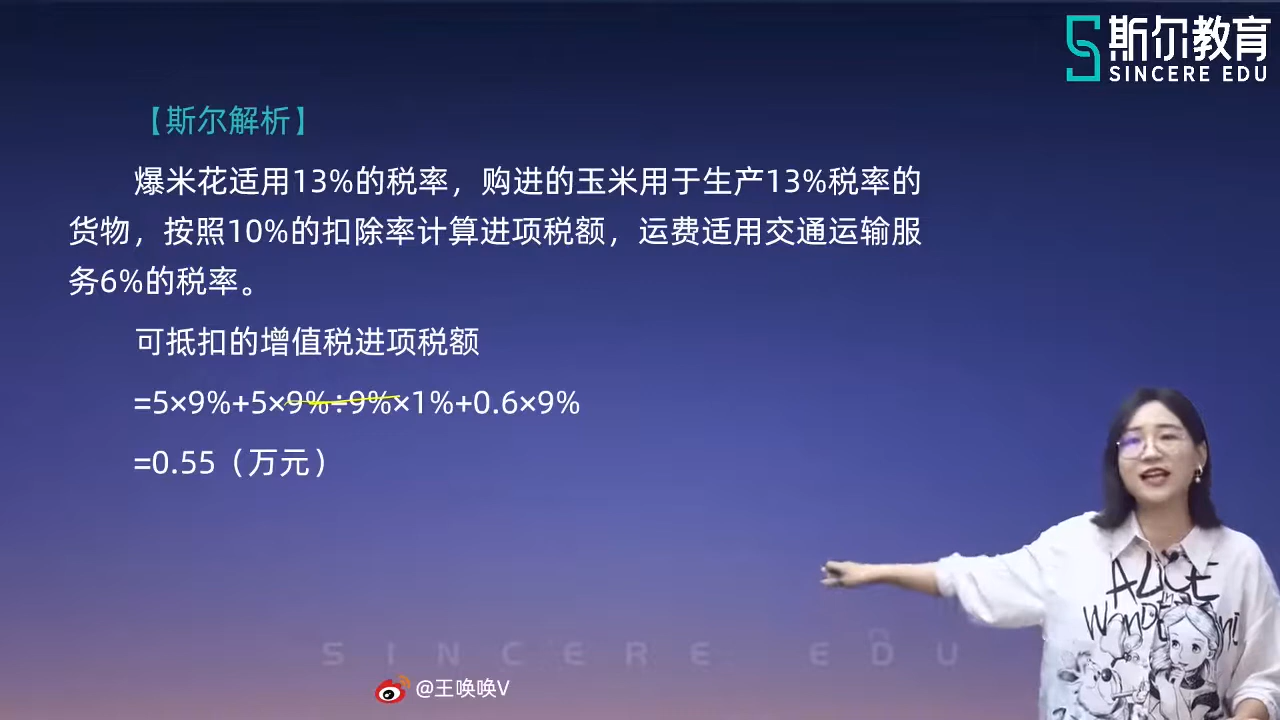 斯尔教育
SINCERE EDU
【斯尔解析】
爆米花适用13%的税率，购进的玉米用于生产13%税率的
货物，按照10%的扣除率计算进项税额，运费适用交通运输服
务6%的税率。
可抵扣的增值税进项税额
=5×9%+5×9%÷9%×1%+0.6×9%
=0.55（万元）
ALICE
in
SINCERE EDU
@王唤唤V